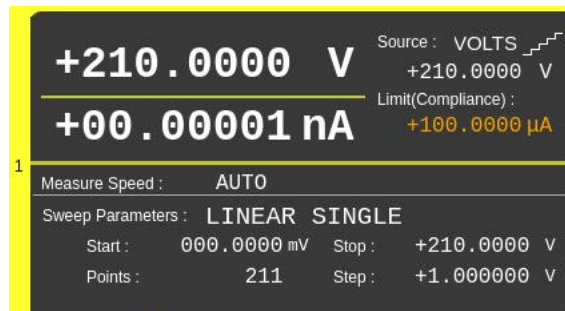 +210.0000 V
Source : VOLTS
+210.0000 V
+00.00001 nA
Limit(Compliance) :
+100.0000 µA
1
Measure Speed : AUTO
Sweep Parameters : LINEAR SINGLE
Start : 000.0000 mV Stop : +210.0000 V
Points : 211 Step : +1.000000 V